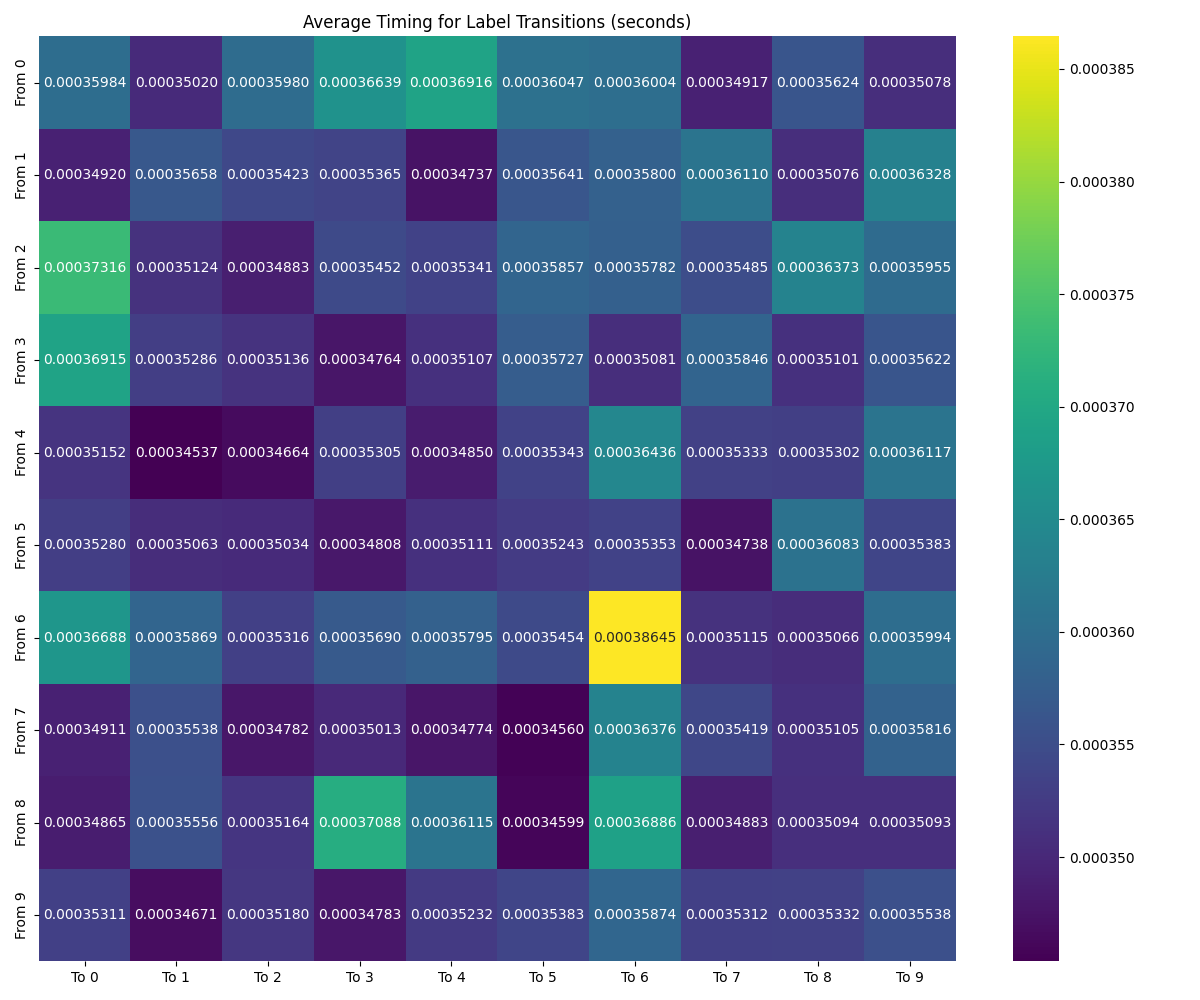 Average Timing for Label Transitions (seconds)
From 0 0.00035984 0.00035020 0.00035980 0.00036639 0.00036916 0.00036047 0.00036004 0.00034917 0.00035624 0.00035078
From 1 0.00034920 0.00035658 0.00035423 0.00035365 0.00034737 0.00035641 0.00035800 0.00036110 0.00035076 0.00036328
From 2 0.00037316 0.00035124 0.00034883 0.00035452 0.00035341 0.00035857 0.00035782 0.00035485 0.00036373 0.00035955
From 3 0.00036915 0.00035286 0.00035136 0.00034764 0.00035107 0.00035727 0.00035081 0.00035846 0.00035101 0.00035622
From 4 0.00035152 0.00034537 0.00034664 0.00035305 0.00034850 0.00035343 0.00036436 0.00035333 0.00035302 0.00036117
From 5 0.00035280 0.00035063 0.00035034 0.00034808 0.00035111 0.00035243 0.00035353 0.00034738 0.00036083 0.00035383
From 6 0.00036688 0.00035869 0.00035316 0.00035690 0.00035795 0.00035454 0.00038645 0.00035115 0.00035066 0.00035994
From 7 0.00034911 0.00035538 0.00034782 0.00035013 0.00034774 0.00034560 0.00036376 0.00035419 0.00035105 0.00035816
From 8 0.00034865 0.00035556 0.00035164 0.00037088 0.00036115 0.00034599 0.00036886 0.00034883 0.00035094 0.00035093
From 9 0.00035311 0.00034671 0.00035180 0.00034783 0.00035232 0.00035383 0.00035874 0.00035312 0.00035332 0.00035538
To 0 To 1 To 2 To 3 To 4 To 5 To 6 To 7 To 8 To 9
0.000385
0.000380
0.000375
0.000370
0.000365
0.000360
0.000355
0.000350